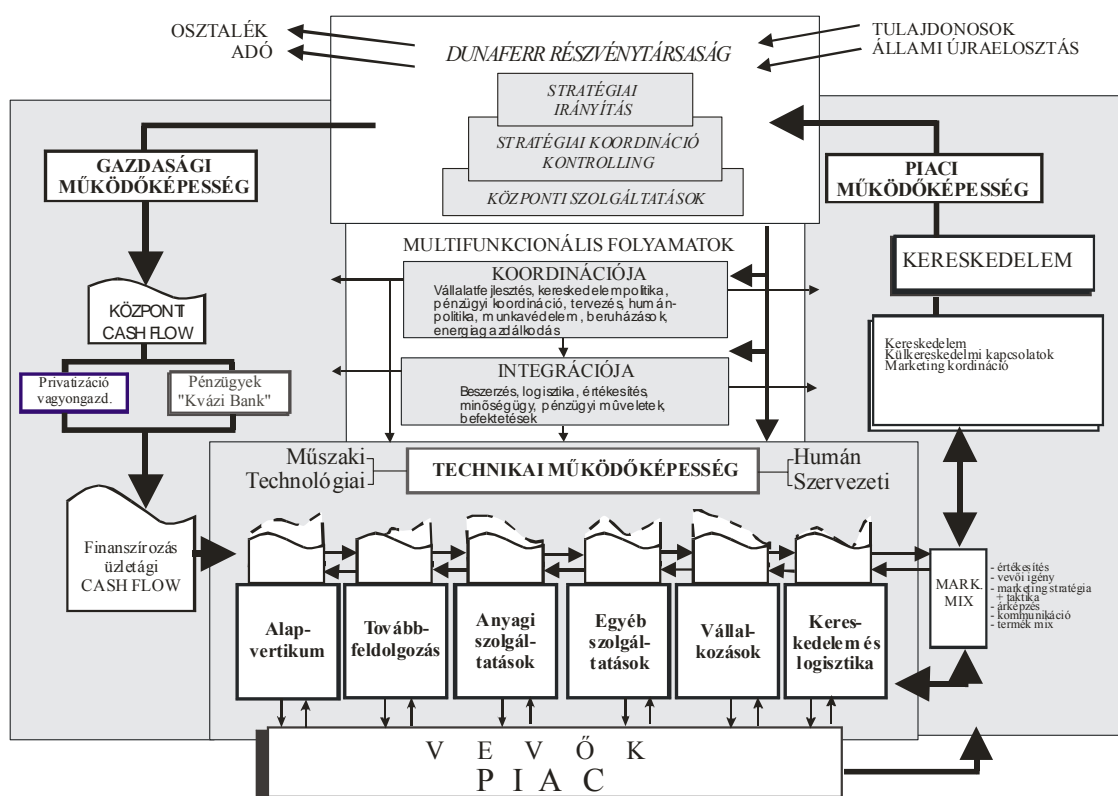 OSZTALÉK
ADÓ
TULAJDONOSOK
ÁLLAMI ÚJRAELOSZTÁS
DUNAFERR RÉSZVÉNYTÁRSASÁG
STRATÉGIAI
IRÁNYÍTÁS
STRATÉGIAI KOORDINÁCIÓ
KONTROLLING
KÖZPONTI SZOLGÁLTATÁSOK
GAZDASÁGI
MŰKÖDŐKÉPESSÉG
PIACI
MŰKÖDŐKÉPESSÉG
MULTIFUNKCIONÁLIS FOLYAMATOK
KOORDINÁCIÓJA
Vállalatfejlesztés, kereskedelempolitika,
pénzügyi koordináció, tervezés, humán-
politika, munkavédelem, beruházások,
energiagazdálkodás
INTEGRÁCIÓJA
Beszerzés, logisztika, értékesítés,
minőségügy, pénzügyi műveletek,
befektetések
KERESKEDELEM
Kereskedelem
Külkereskedelmi kapcsolatok
Marketing kordináció
KÖZPONTI
CASH FLOW
Privatizáció
vagyongazd.
Pénzügyek
"Kvázi Bank"
Finanszírozás
üzletági
CASH FLOW
Műszaki
Technológiai
TECHNIKAI MŰKÖDŐKÉPESSÉG
Humán
Szervezeti
Alap-
vertikum
Tovább-
feldolgozás
Anyagi
szolgál-
tatások
Egyéb
szolgál-
tatások
Vállal-
kozások
Keres-
kedelem és
logisztika
MARK.
MIX
- értékesítés
- vevői igény
- marketing stratégia
+ taktika
- árképzés
- kommunikáció
- termék mix
VEVŐK
PIAC